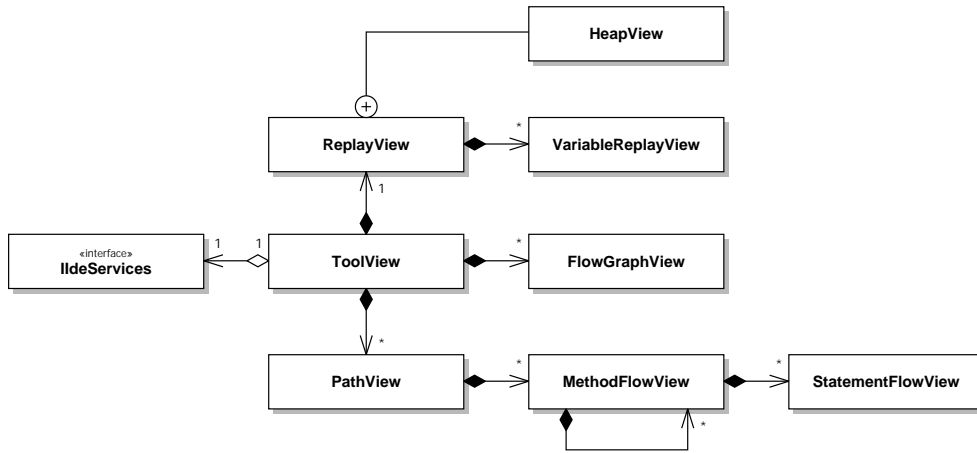 HeapView
ReplayView
*
VariableReplayView
1
«interface»
IIdeServices
1
1
ToolView
*
FlowGraphView
*
PathView
*
MethodFlowView
*
StatementFlowView
*